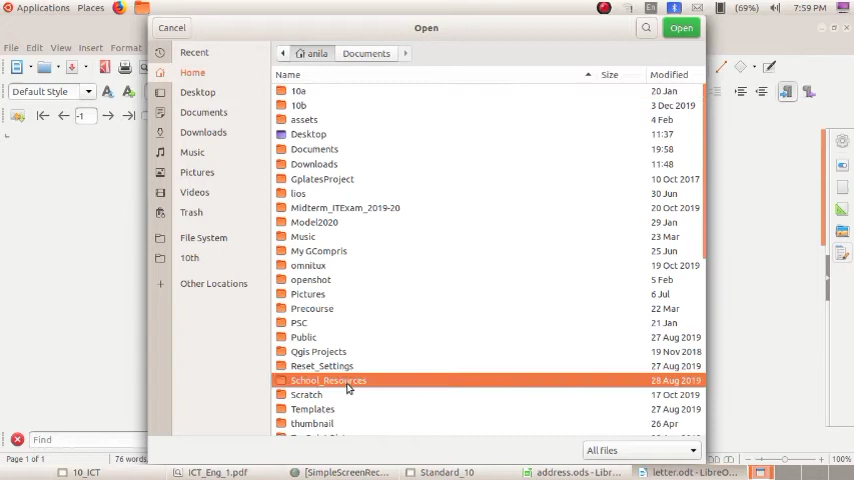 Applications Places En (69%) 7:59 PM
Cancel Open Open
File Edit View Insert Format
Default Style
-1
Recent
Home
Desktop
Documents
Downloads
Music
Pictures
Videos
Trash
File System
10th
Other Locations
anila Documents
Name Size Modified
10a 20 Jan
10b 3 Dec 2019
assets 4 Feb
Desktop 11:37
Documents 19:58
Downloads 11:48
GplatesProject 10 Oct 2017
lios 30 Jun
Midterm_ITExam_2019-20 20 Oct 2019
Model2020 29 Jan
Music 23 Mar
My GCompris 25 Jun
omnitux 19 Oct 2019
openshot 5 Feb
Pictures 6 Jul
Precourse 22 Mar
PSC 21 Jan
Public 27 Aug 2019
Qgis Projects 19 Nov 2018
Reset_Settings 27 Aug 2019
School_Resources 28 Aug 2019
Scratch 17 Oct 2019
Templates 27 Aug 2019
thumbnail 26 Apr
All files
Find
Page 1 of 1 76 words, 100%
10_ICT ICT_Eng_1.pdf [SimpleScreenRec... Standard_10 address.ods - Libr... letter.odt - LibreO...